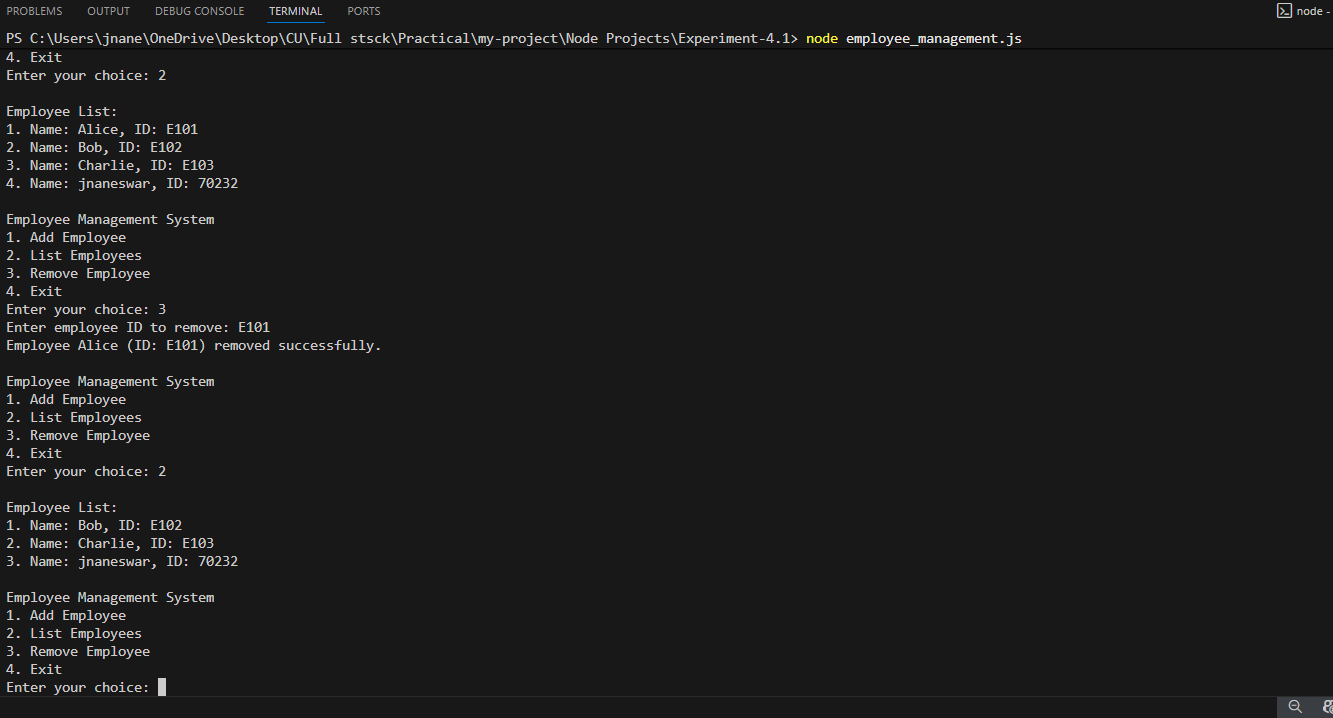 PROBLEMS OUTPUT DEBUG CONSOLE TERMINAL PORTS node -
PS C:\Users\jnane\OneDrive\Desktop\CU\Full stsck\Practical\my-project\Node Projects\Experiment-4.1> node employee_management.js
4. Exit
Enter your choice: 2
Employee List:
1. Name: Alice, ID: E101
2. Name: Bob, ID: E102
3. Name: Charlie, ID: E103
4. Name: jnaneswar, ID: 70232
Employee Management System
1. Add Employee
2. List Employees
3. Remove Employee
4. Exit
Enter your choice: 3
Enter employee ID to remove: E101
Employee Alice (ID: E101) removed successfully.
Employee Management System
1. Add Employee
2. List Employees
3. Remove Employee
4. Exit
Enter your choice: 2
Employee List:
1. Name: Bob, ID: E102
2. Name: Charlie, ID: E103
3. Name: jnaneswar, ID: 70232
Employee Management System
1. Add Employee
2. List Employees
3. Remove Employee
4. Exit
Enter your choice: